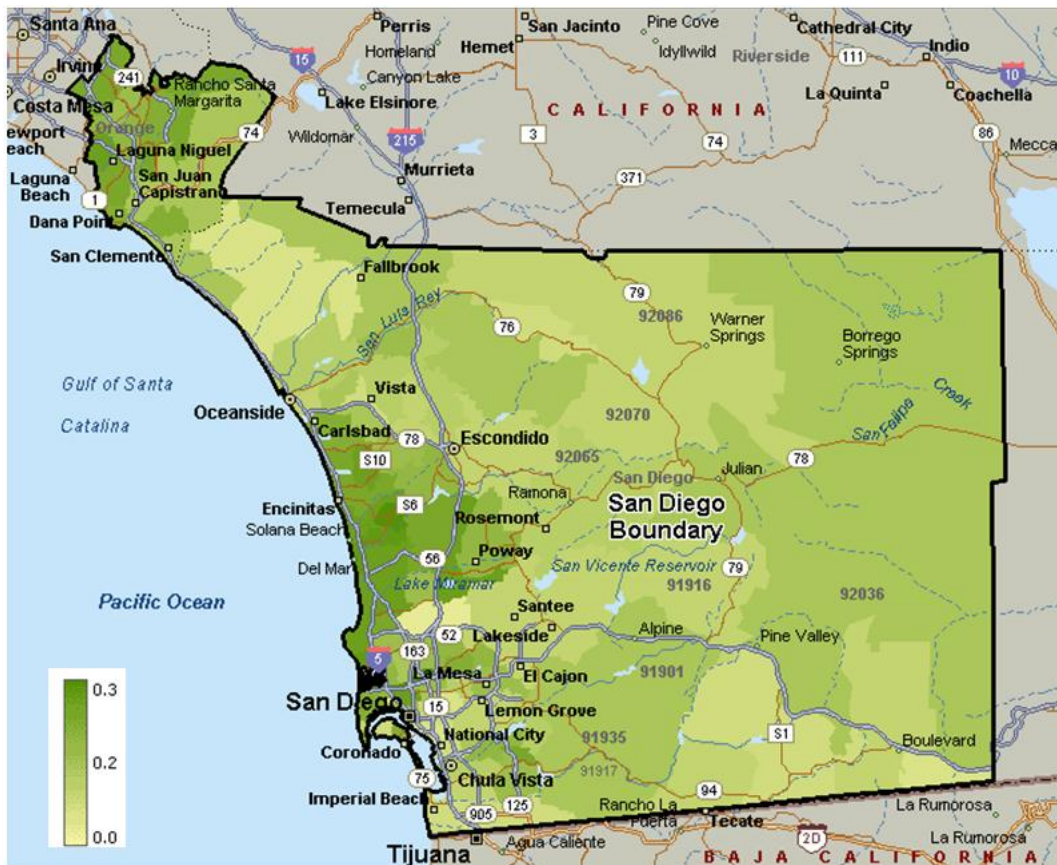 Santa Ana
Perris
San Jacinto
Pine Cove
Cathedral City
Irvine
241
15
Homeland
Hemet
Idyllwild
Riverside
111
Indio
10
Rancho Santa
Margarita
Canyon Lake
Costa Mesa
Lake Elsinore
CALIFORNIA
La Quinta
Coachella
ewport
each
Orange
74
Wildomar
215
3
74
86
Mecca
Laguna Niguel
Laguna
Beach
San Juan
Capistrano
Murrieta
371
1
Dana Point
Temecula
San Clemente
Fallbrook
79
San Luis Rey
76
92086
Warner
Springs
Borrego
Springs
Gulf of Santa
Catalina
Oceanside
Vista
92070
San Felipe
Creek
Carlsbad
78
Escondido
92065
78
S10
San Diego
Julian
Encinitas
S6
Ramona
San Diego
Boundary
Solana Beach
Rosemont
56
Poway
Del Mar
Lake Miramar
San Vicente Reservoir
79
91916
92036
Pacific Ocean
Santee
52
Lakeside
Alpine
Pine Valley
5
163
La Mesa
El Cajon
91901
0.3
San Diego
15
Lemon Grove
S1
0.2
Coronado
National City
91935
Boulevard
75
Chula Vista
91917
0.0
Imperial Beach
905
125
Rancho La
Puerta
94
Tecate
La Rumorosa
Tijuana
Agua Caliente
2D
La Rumorosa
BAJA CALIFORNIA